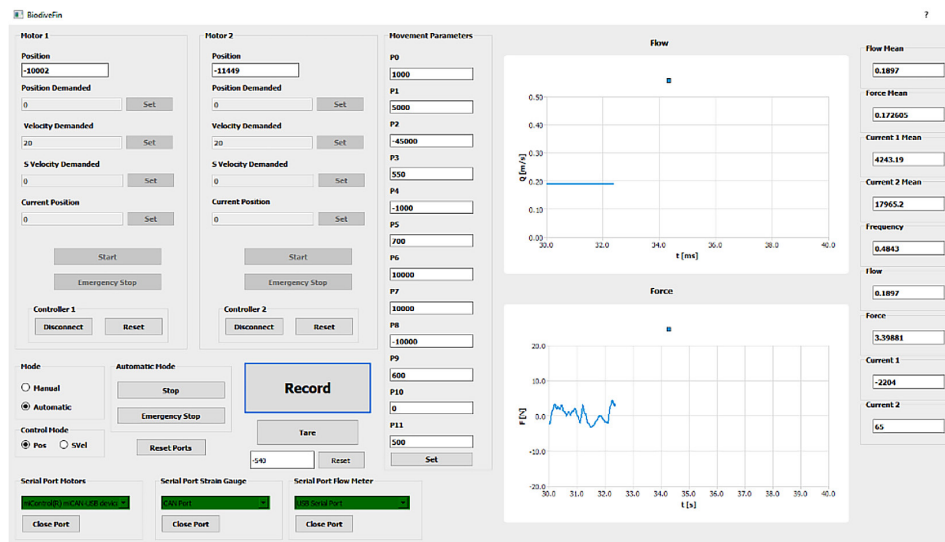 BiodiveFin ?
Motor 1
Position
-10002
Position Demanded
0 Set
Velocity Demanded
20 Set
S Velocity Demanded
0 Set
Current Position
0 Set
Start
Emergency Stop
Controller 1
Disconnect Reset
Motor 2
Position
-11449
Position Demanded
0 Set
Velocity Demanded
20 Set
S Velocity Demanded
0 Set
Current Position
0 Set
Start
Emergency Stop
Controller 2
Disconnect Reset
Mode
Manual
Automatic
Control Mode
Pos SVel
Automatic Mode
Stop
Emergency Stop
Reset Ports
Record
Tare
-540 Reset
Serial Port Motors
miControl(R) mCAN USB device
Close Port
Serial Port Strain Gauge
CAN Port
Close Port
Serial Port Flow Meter
USB Serial Port
Close Port
Movement Parameters
P0
1000
P1
5000
P2
-45000
P3
550
P4
-1000
P5
700
P6
10000
P7
10000
P8
-10000
P9
600
P10
0
P11
500
Set
Flow
Q [m/s]
0.50
0.40
0.30
0.20
0.10
0.00
30.0 32.0 34.0 36.0 38.0 40.0
t [ms]
Force
F [N]
20.0
10.0
0.0
-10.0
-20.0
30.0 31.0 32.0 33.0 34.0 35.0 36.0 37.0 38.0 39.0 40.0
t [s]
Flow Mean
0.1897
Force Mean
0.172605
Current 1 Mean
4243.19
Current 2 Mean
17965.2
Frequency
0.4843
Flow
0.1897
Force
3.39881
Current 1
-2204
Current 2
65